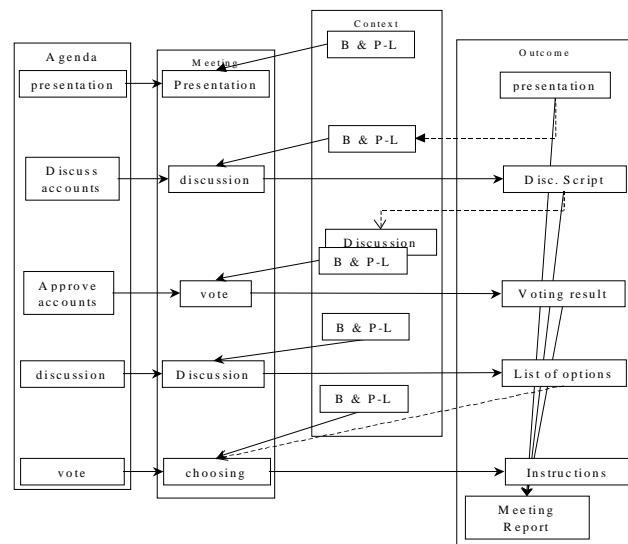 Context
B & P-L
Agenda
Meeting
Outcome
presentation
Presentation
presentation
B & P-L
Discuss
accounts
discussion
Disc. Script
Discussion
B & P-L
Approve
accounts
vote
Voting result
B & P-L
discussion
Discussion
List of options
B & P-L
vote
choosing
Instructions
Meeting
Report